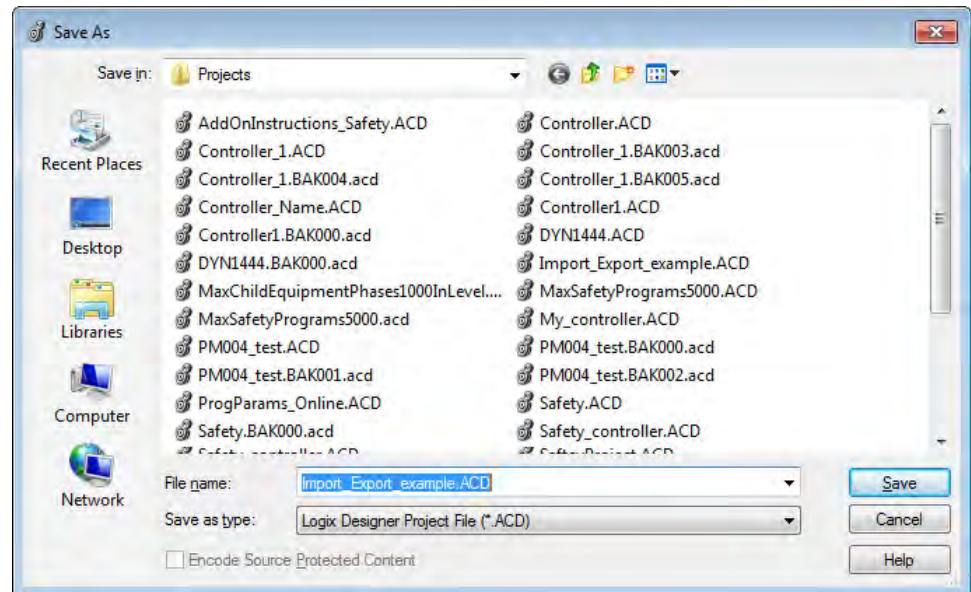 Save As
Save in: Projects
Recent Places
Desktop
Libraries
Computer
Network
AddOnInstructions_Safety.ACD
Controller_1.ACD
Controller_1.BAK004.acd
Controller_Name.ACD
Controller1.BAK000.acd
DYN1444.BAK000.acd
MaxChildEquipmentPhases1000InLevel....
MaxSafetyPrograms5000.acd
PM004_test.ACD
PM004_test.BAK001.acd
ProgParams_Online.ACD
Safety.BAK000.acd
Controller.ACD
Controller_1.BAK003.acd
Controller_1.BAK005.acd
Controller1.ACD
DYN1444.ACD
Import_Export_example.ACD
MaxSafetyPrograms5000.ACD
My_controller.ACD
PM004_test.BAK000.acd
PM004_test.BAK002.acd
Safety.ACD
Safety_controller.ACD
File name: Import_Export_example.ACD
Save
Save as type: Logix Designer Project File (*.ACD)
Cancel
Encode Source Protected Content
Help